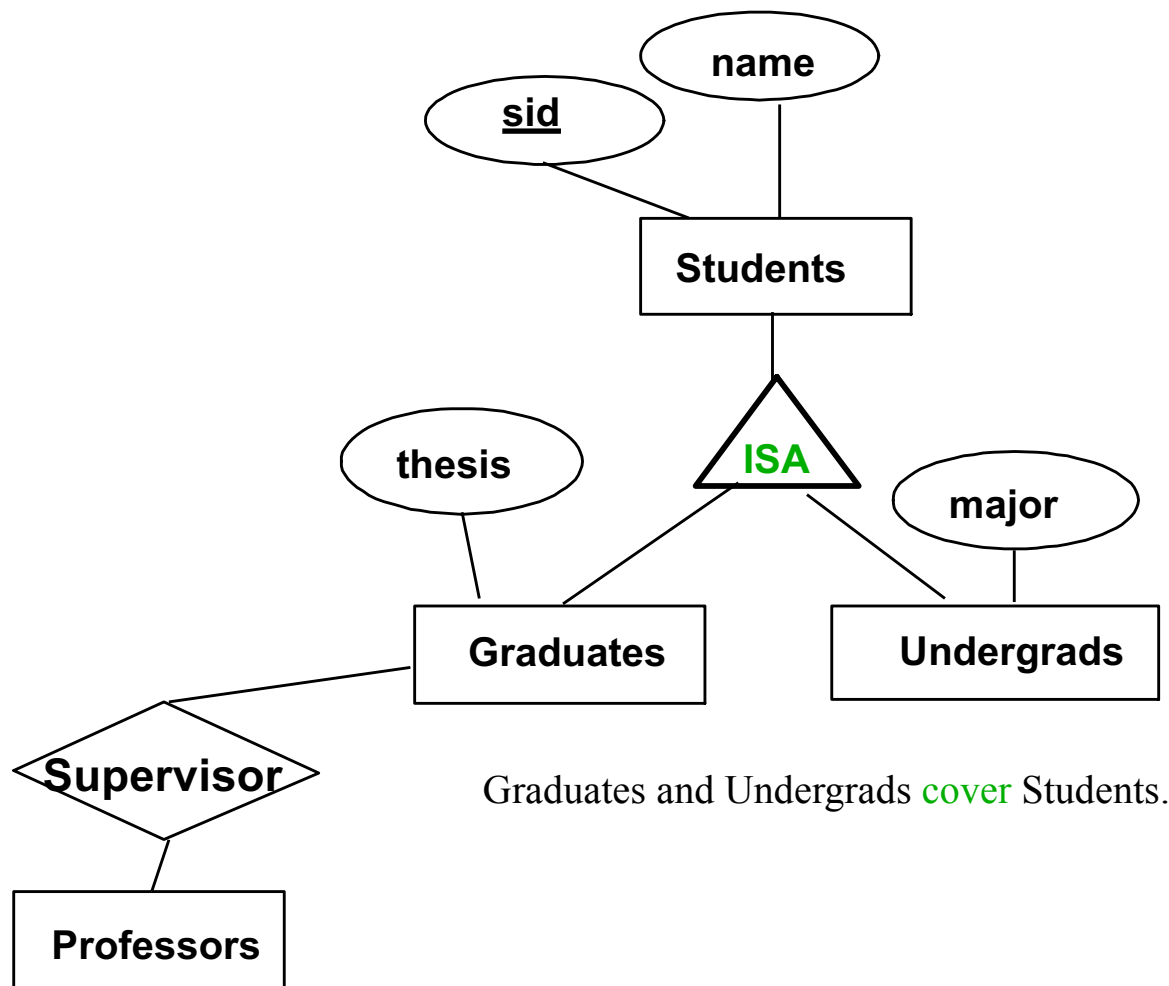 name
sid
Students
ISA
thesis
major
Graduates
Undergrads
Supervisor
Graduates and Undergrads cover Students.
Professors